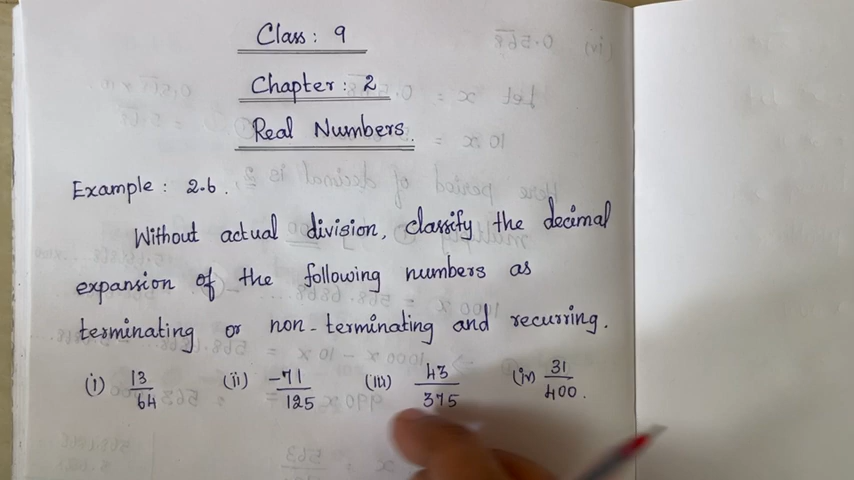 Class: 9
Chapter: 2
Real Numbers.
Example: 2.6.
Without actual division, classify the decimal
expansion of the following numbers as
terminating or non-terminating and recurring.
(i) 13/64 (ii) -71/125 (iii) 43/375 (iv) 31/400.